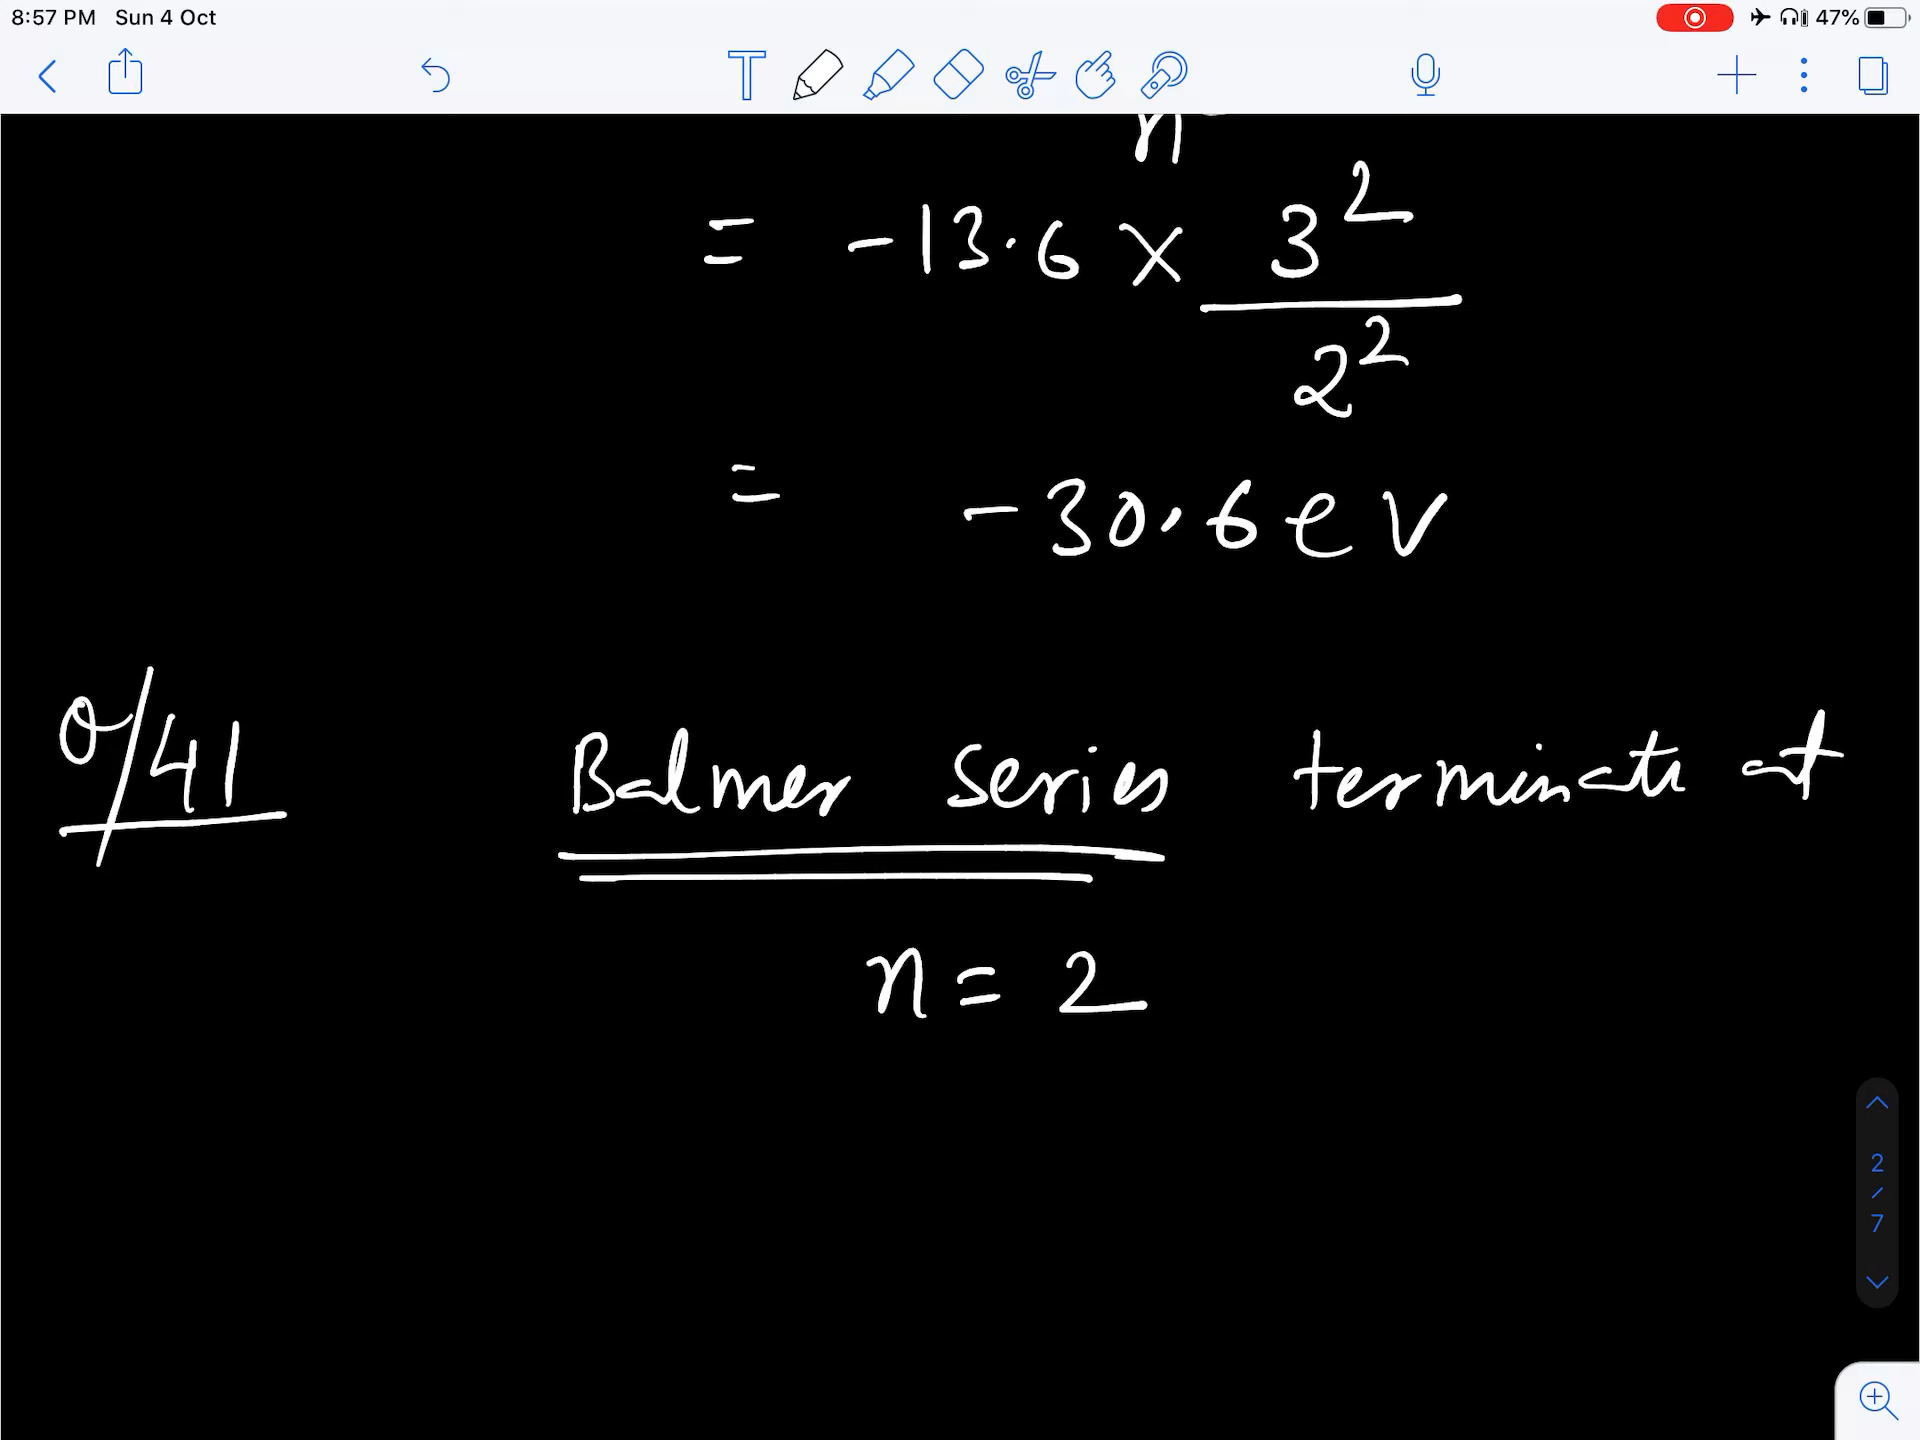 8:57 PM Sun 4 Oct 47%
T
n
= -13.6 × 3²
2²
= -30.6 eV
Q/41 Balmer series terminate at
n = 2
2
/
7